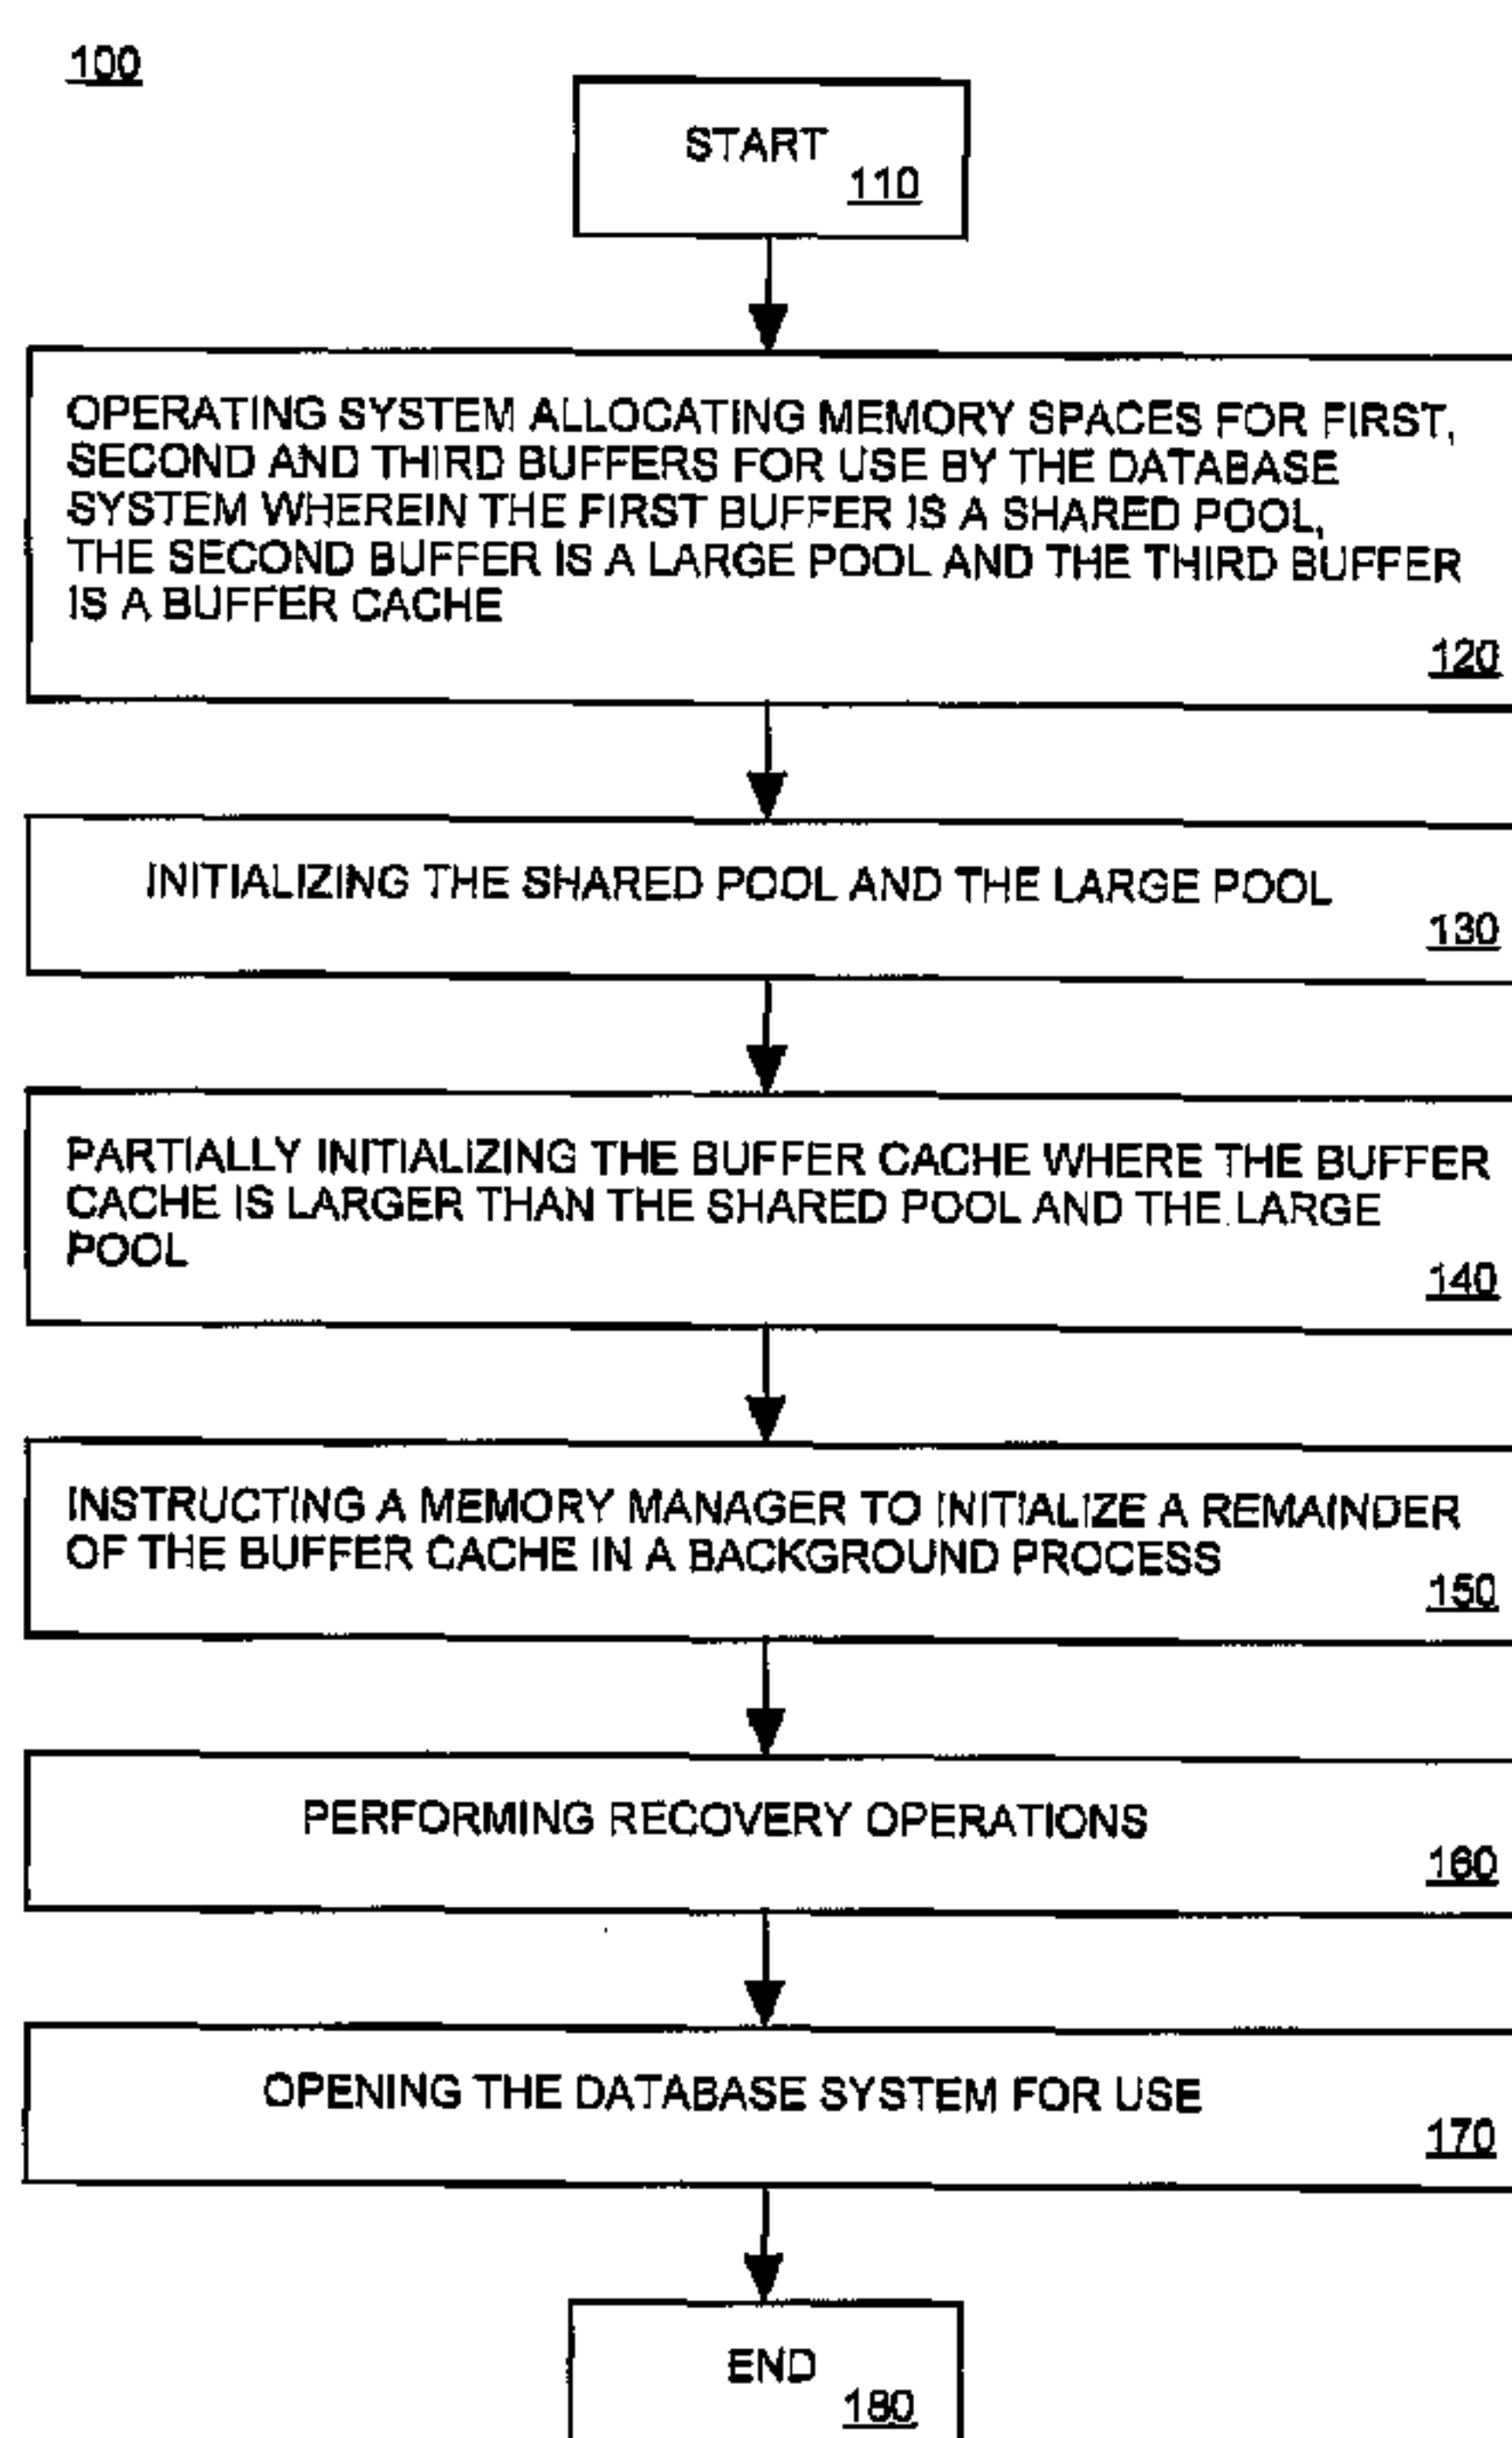 100
START
110
OPERATING SYSTEM ALLOCATING MEMORY SPACES FOR FIRST,
SECOND AND THIRD BUFFERS FOR USE BY THE DATABASE
SYSTEM WHEREIN THE FIRST BUFFER IS A SHARED POOL,
THE SECOND BUFFER IS A LARGE POOL AND THE THIRD BUFFER
IS A BUFFER CACHE
120
INITIALIZING THE SHARED POOL AND THE LARGE POOL
130
PARTIALLY INITIALIZING THE BUFFER CACHE WHERE THE BUFFER
CACHE IS LARGER THAN THE SHARED POOL AND THE LARGE
POOL
140
INSTRUCTING A MEMORY MANAGER TO INITIALIZE A REMAINDER
OF THE BUFFER CACHE IN A BACKGROUND PROCESS
150
PERFORMING RECOVERY OPERATIONS
160
OPENING THE DATABASE SYSTEM FOR USE
170
END
180